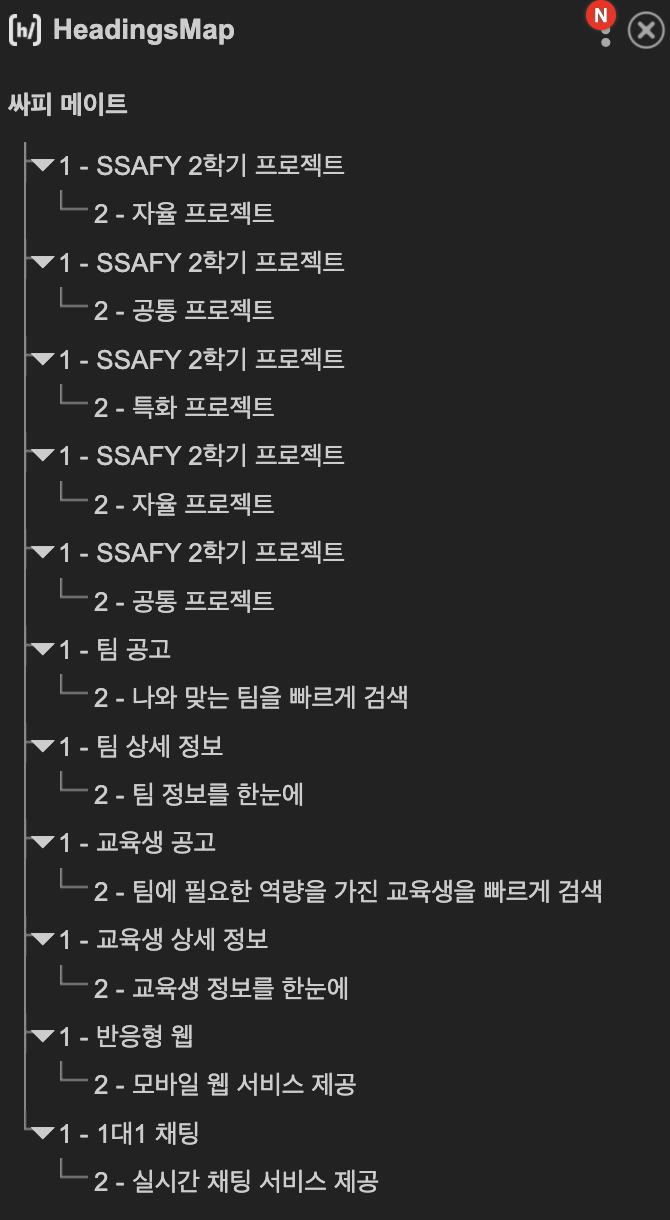 [h/] HeadingsMap
N
싸피 메이트
1 - SSAFY 2학기 프로젝트
2 - 자율 프로젝트
1 - SSAFY 2학기 프로젝트
2 - 공통 프로젝트
1 - SSAFY 2학기 프로젝트
2 - 특화 프로젝트
1 - SSAFY 2학기 프로젝트
2 - 자율 프로젝트
1 - SSAFY 2학기 프로젝트
2 - 공통 프로젝트
1 - 팀 공고
2 - 나와 맞는 팀을 빠르게 검색
1 - 팀 상세 정보
2 - 팀 정보를 한눈에
1 - 교육생 공고
2 - 팀에 필요한 역량을 가진 교육생을 빠르게 검색
1 - 교육생 상세 정보
2 - 교육생 정보를 한눈에
1 - 반응형 웹
2 - 모바일 웹 서비스 제공
1 - 1대1 채팅
2 - 실시간 채팅 서비스 제공